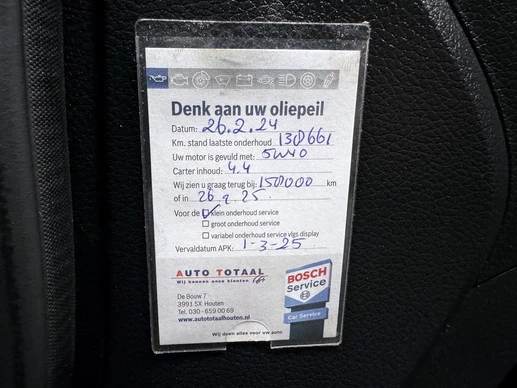 Denk aan uw oliepeil
Datum: 26.2.24
Km. stand laatste onderhoud 130661
Uw motor is gevuld met: 5W40
Carter inhoud: 4.4
Wij zien u graag terug bij: 150000 km
of in 26 2 25.
Voor de klein onderhoud service
groot onderhoud service
variabel onderhoud service vlgs display
Vervaldatum APK: 1-3-25
AUTO TOTAAL
Wij kennen onze klanten
De Bouw 7
3991 SX Houten
Tel. 030 - 659 00 69
www.autototaalhouten.nl
BOSCH
Service
Car Service
Wij doen alles voor uw auto